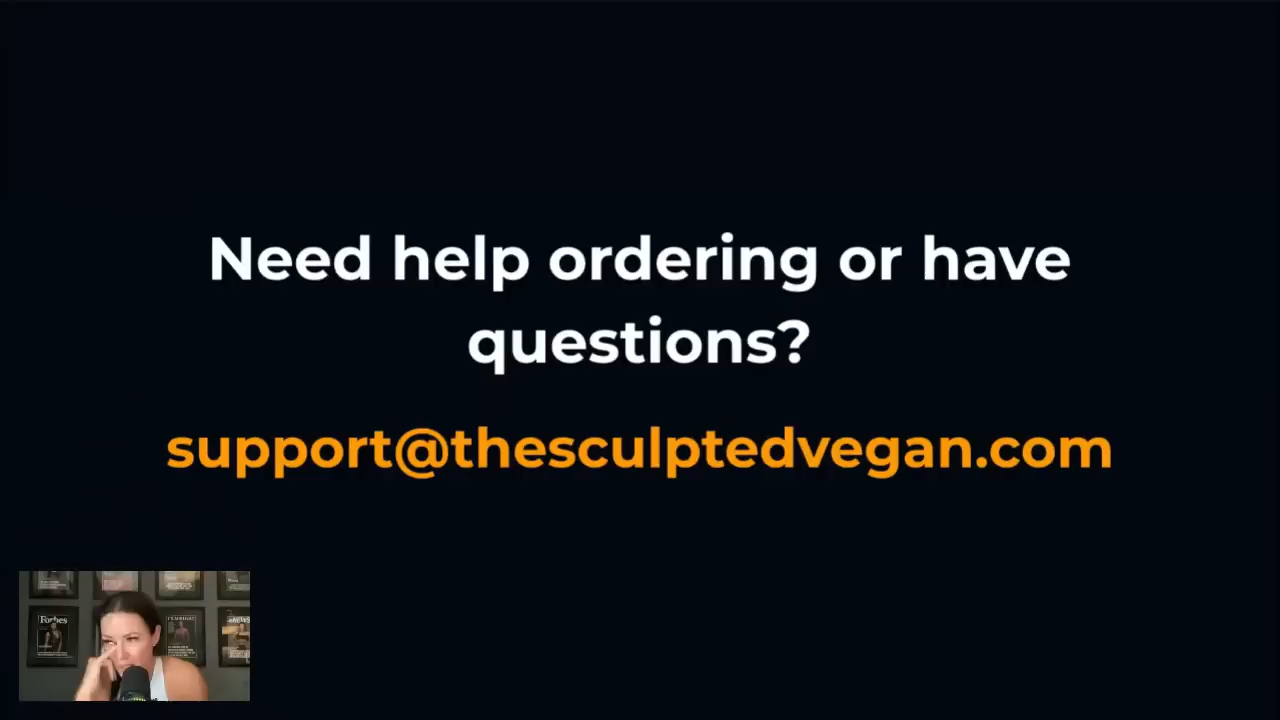 Need help ordering or have
questions?
support@thesculptedvegan.com
Forbes